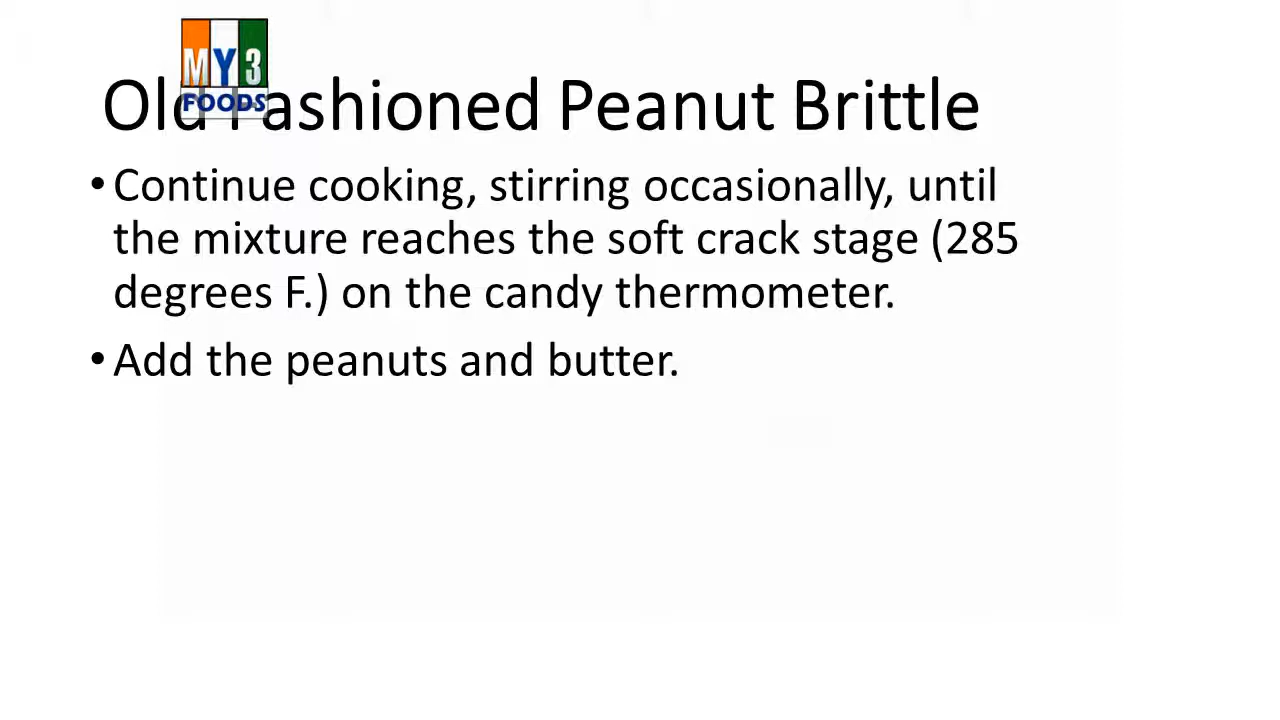 MY3
FOODS
Old Fashioned Peanut Brittle
•Continue cooking, stirring occasionally, until
the mixture reaches the soft crack stage (285
degrees F.) on the candy thermometer.
•Add the peanuts and butter.